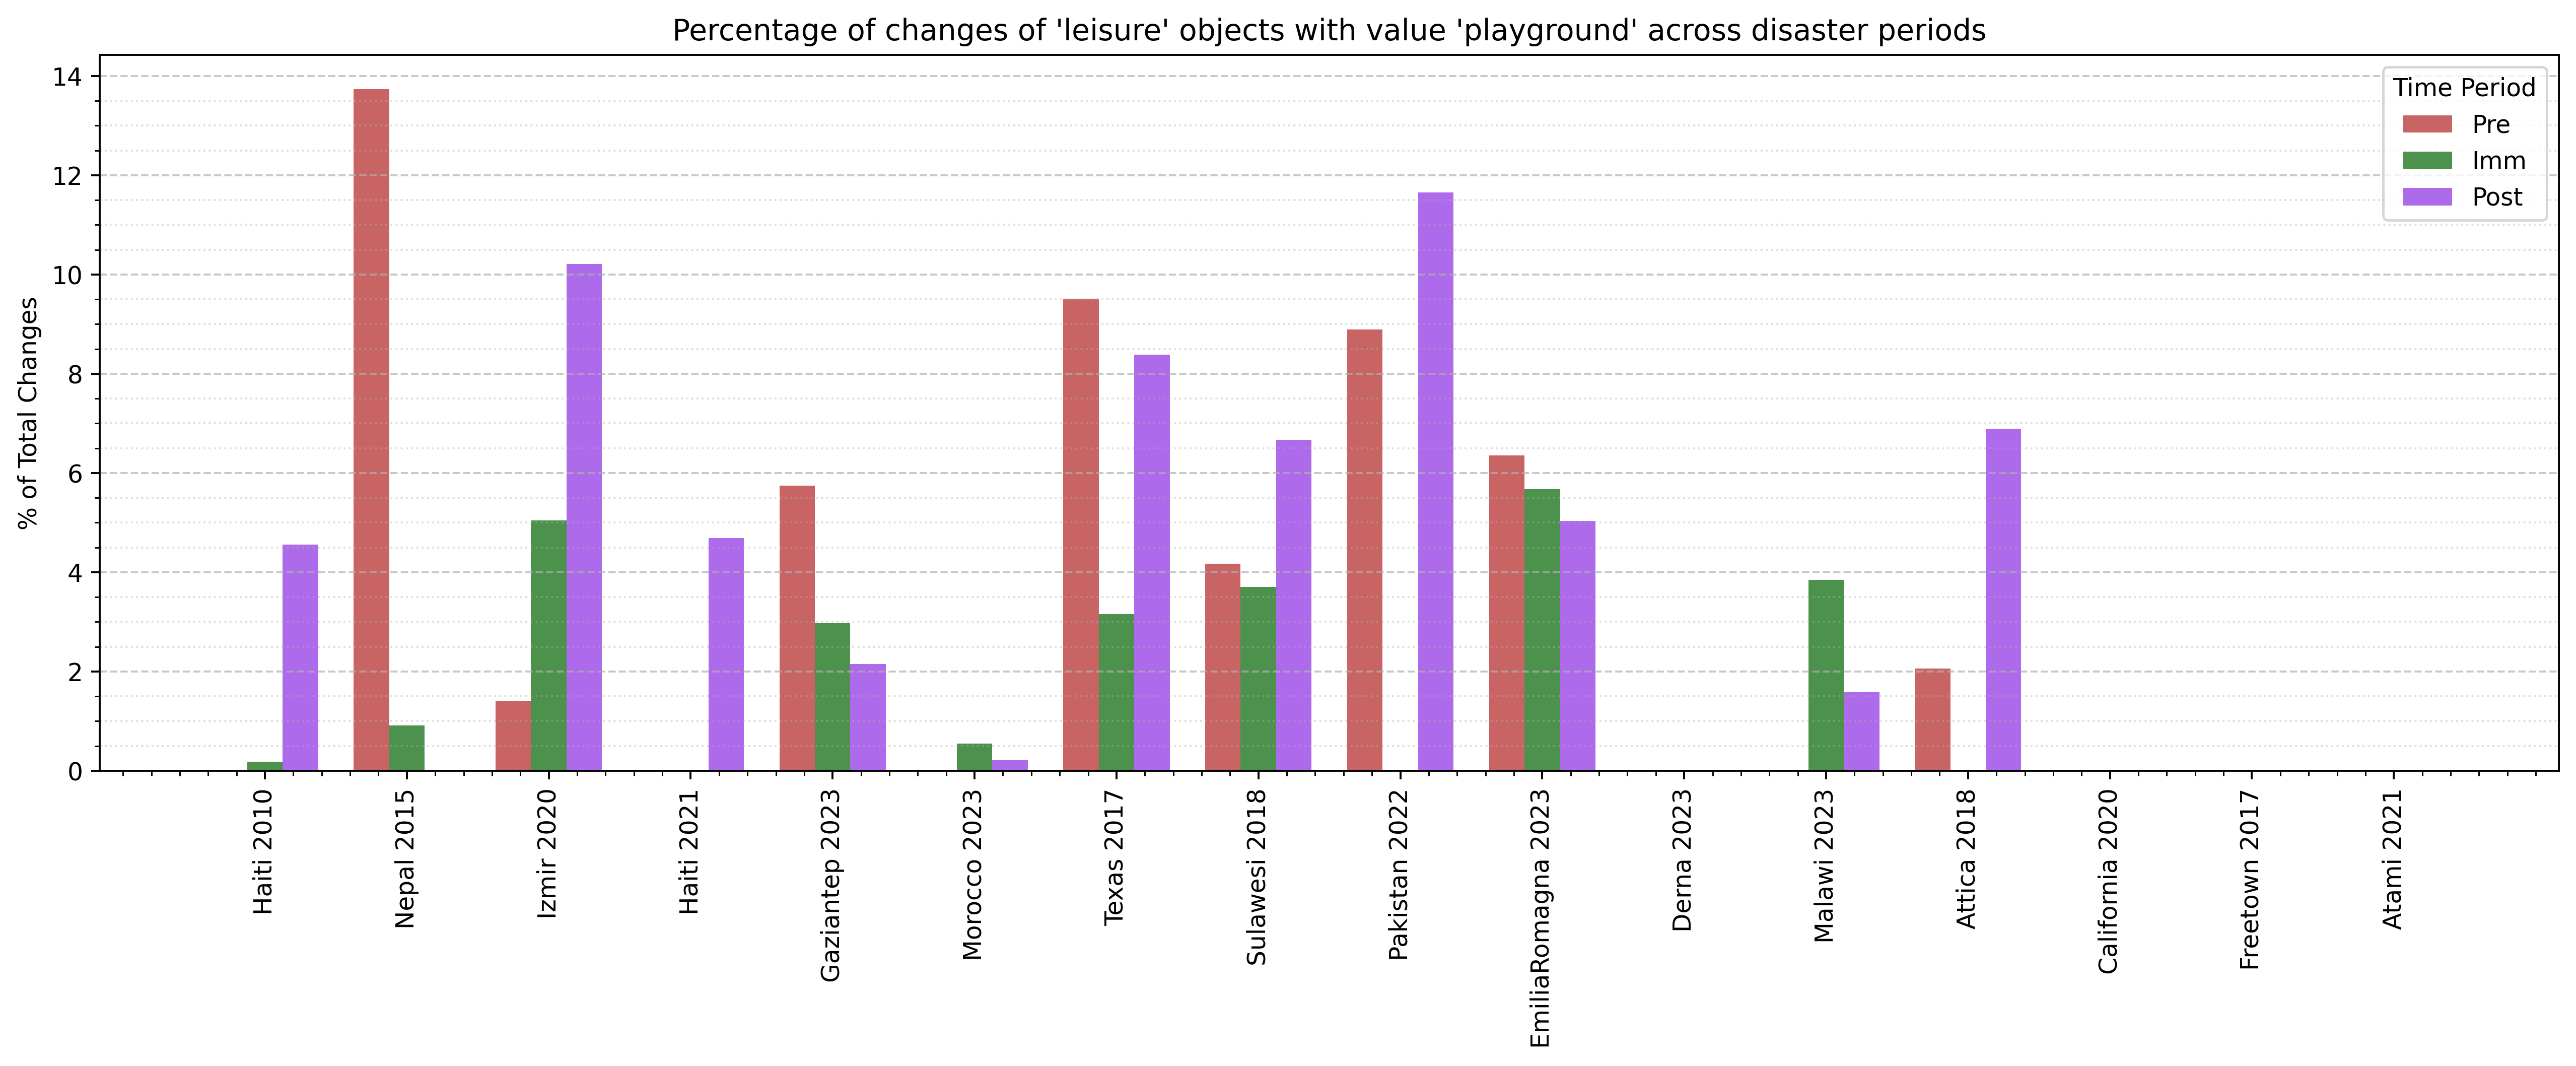 Percentage of changes of 'leisure' objects with value 'playground' across disaster periods
% of Total Changes
14
12
10
8
6
4
2
0
Time Period
Pre
Imm
Post
Haiti 2010
Nepal 2015
Izmir 2020
Haiti 2021
Gaziantep 2023
Morocco 2023
Texas 2017
Sulawesi 2018
Pakistan 2022
EmiliaRomagna 2023
Derna 2023
Malawi 2023
Attica 2018
California 2020
Freetown 2017
Atami 2021